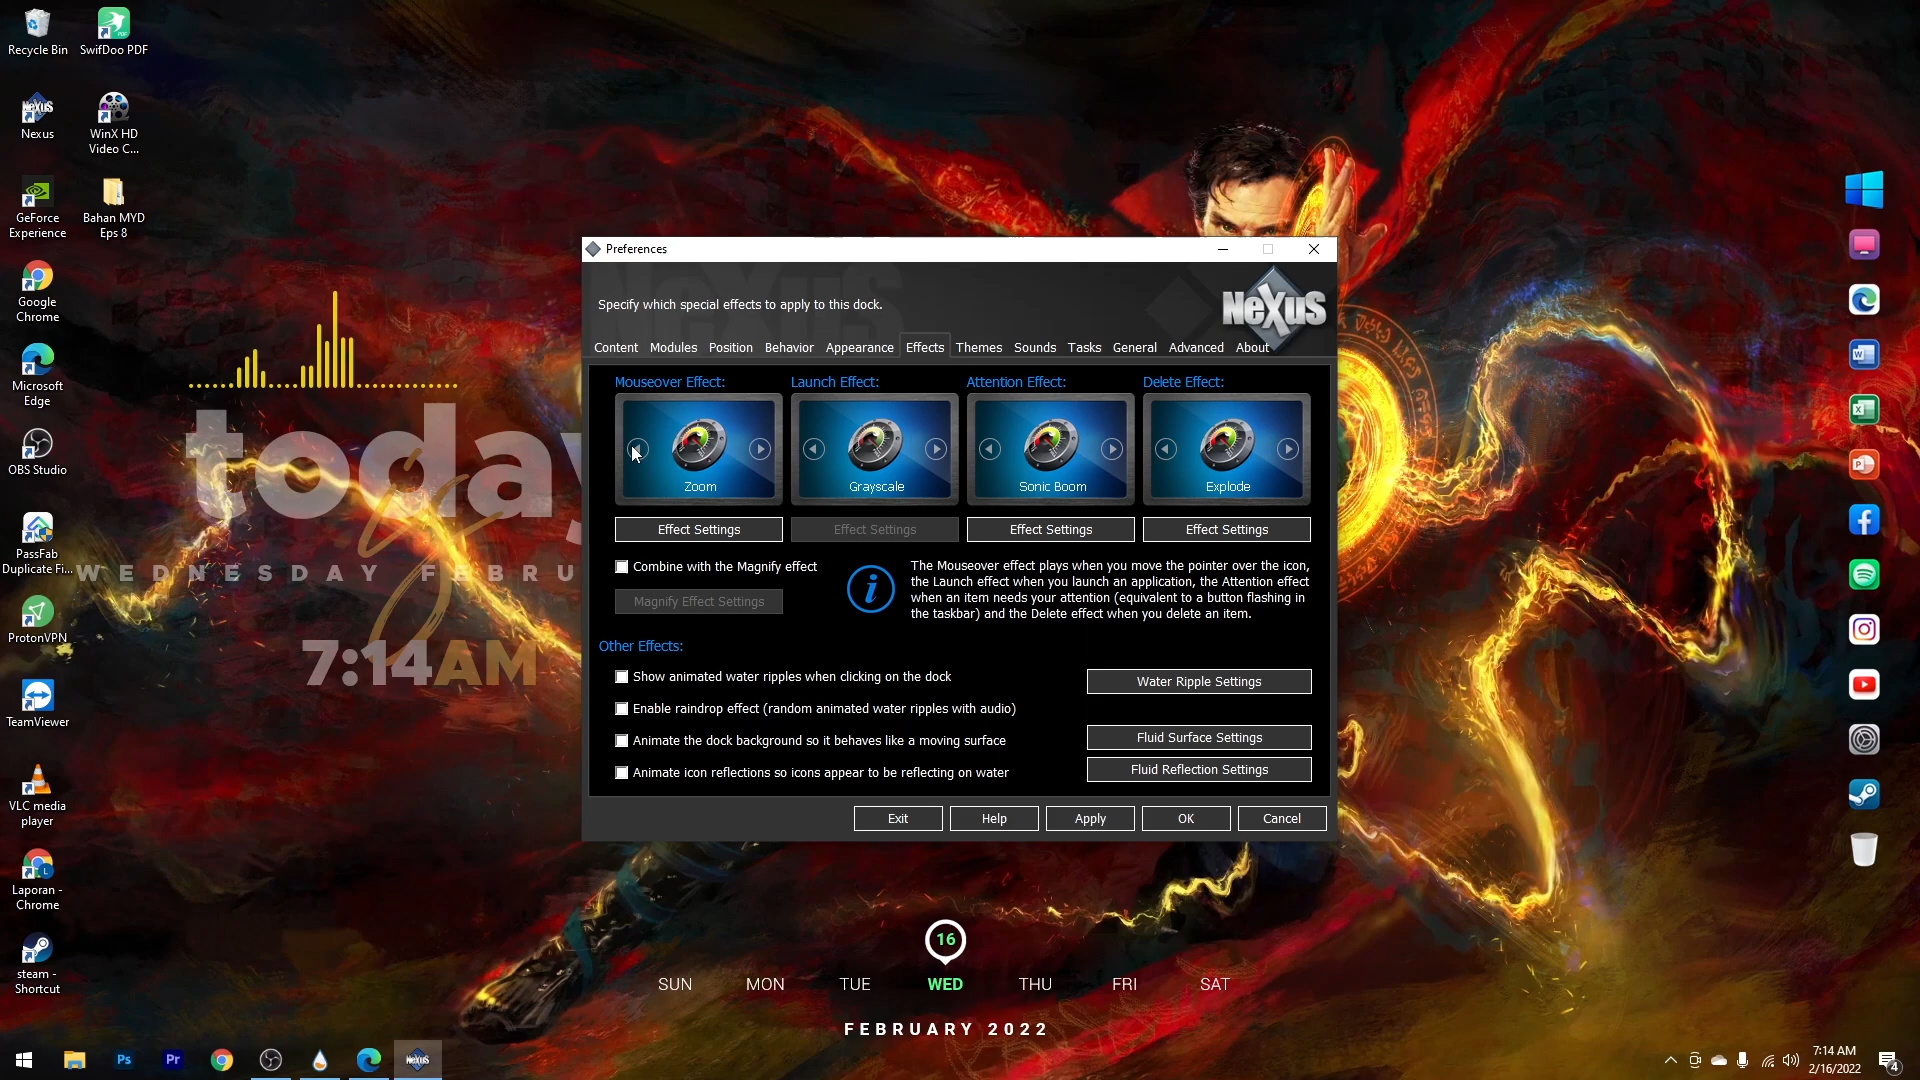 Recycle Bin
SwifDoo PDF
Nexus
WinX HD
Video C...
GeForce
Experience
Bahan MYD
Eps 8
Google
Chrome
Microsoft
Edge
OBS Studio
PassFab
Duplicate Fi...
ProtonVPN
TeamViewer
VLC media
player
Laporan -
Chrome
steam -
Shortcut
today
WEDNESDAY FEBRU
7:14AM
Preferences
NeXuS
Specify which special effects to apply to this dock.
Content Modules Position Behavior Appearance Effects Themes Sounds Tasks General Advanced About
Mouseover Effect: Launch Effect: Attention Effect: Delete Effect:
Zoom Grayscale Sonic Boom Explode
Effect Settings Effect Settings Effect Settings Effect Settings
Combine with the Magnify effect
Magnify Effect Settings
The Mouseover effect plays when you move the pointer over the icon,
the Launch effect when you launch an application, the Attention effect
when an item needs your attention (equivalent to a button flashing in
the taskbar) and the Delete effect when you delete an item.
Other Effects:
Show animated water ripples when clicking on the dock
Water Ripple Settings
Enable raindrop effect (random animated water ripples with audio)
Animate the dock background so it behaves like a moving surface
Fluid Surface Settings
Animate icon reflections so icons appear to be reflecting on water
Fluid Reflection Settings
Exit Help Apply OK Cancel
16
SUN MON TUE WED THU FRI SAT
FEBRUARY 2022
Ps Pr NeXuS
7:14 AM
2/16/2022
4